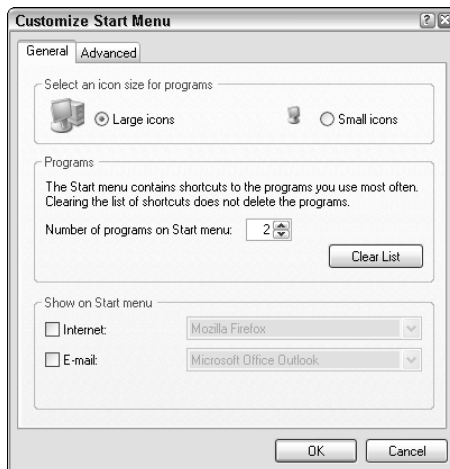 Customize Start Menu
General Advanced
Select an icon size for programs
Large icons Small icons
Programs
The Start menu contains shortcuts to the programs you use most often.
Clearing the list of shortcuts does not delete the programs.
Number of programs on Start menu: 2
Clear List
Show on Start menu
Internet: Mozilla Firefox
E-mail: Microsoft Office Outlook
OK Cancel